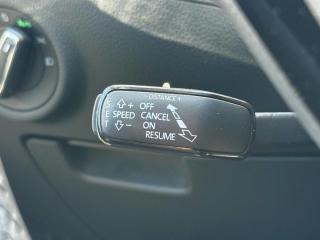 - DISTANCE +
S ⇧+ OFF
E SPEED CANCEL
T ⇩- ON
RESUME